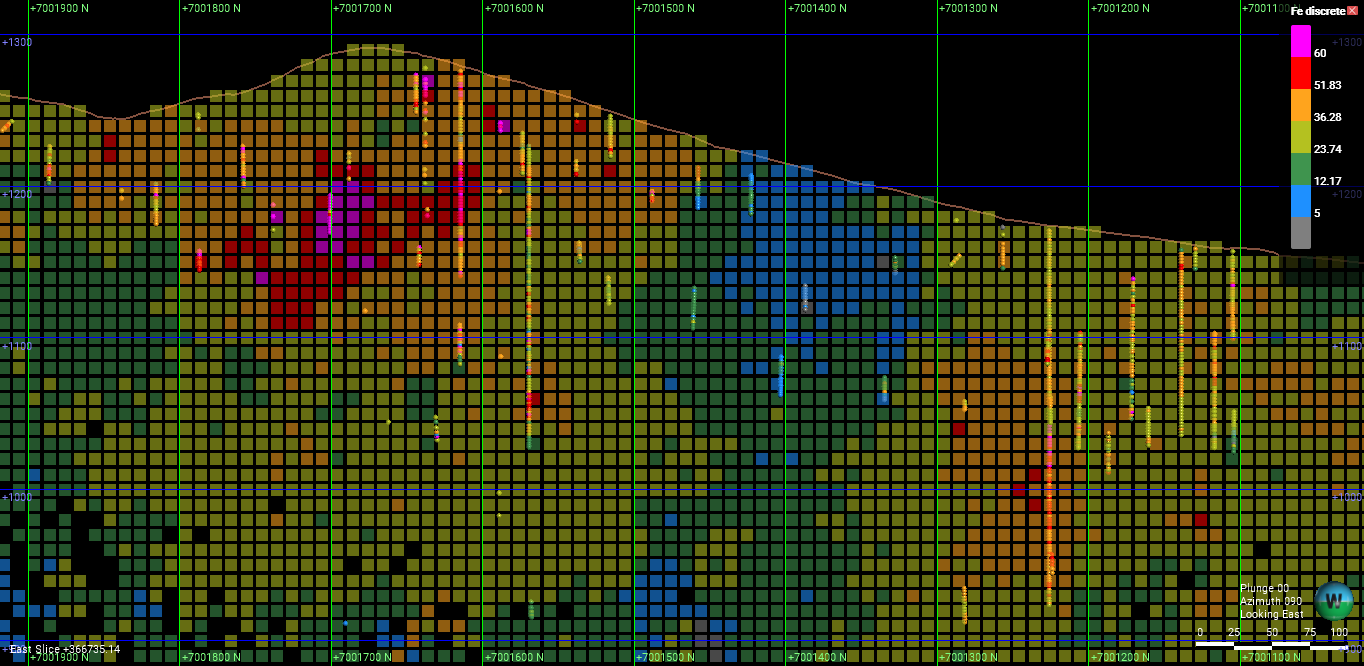 +7001900 N +7001800 N +7001700 N +7001600 N +7001500 N +7001400 N +7001300 N +7001200 N +7001100
Fe discrete
+1300 +1300
60
51.83
36.28
23.74
12.17
5
+1200 +1200
+1100 +1100
+1000 +1000
Plunge 00
Azimuth 090
Looking East
W
0 25 50 75 100
East Slice +366735.14
+7001900 N +7001800 N +7001700 N +7001600 N +7001500 N +7001400 N +7001300 N +7001200 N +7001100 N